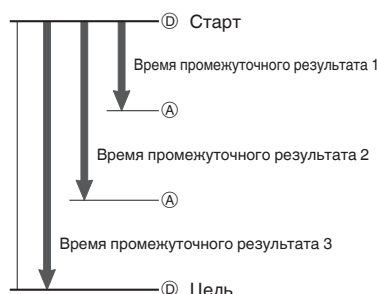 Ⓓ Старт
Время промежуточного результата 1
Ⓐ
Время промежуточного результата 2
Ⓐ
Время промежуточного результата 3
Ⓓ Цель